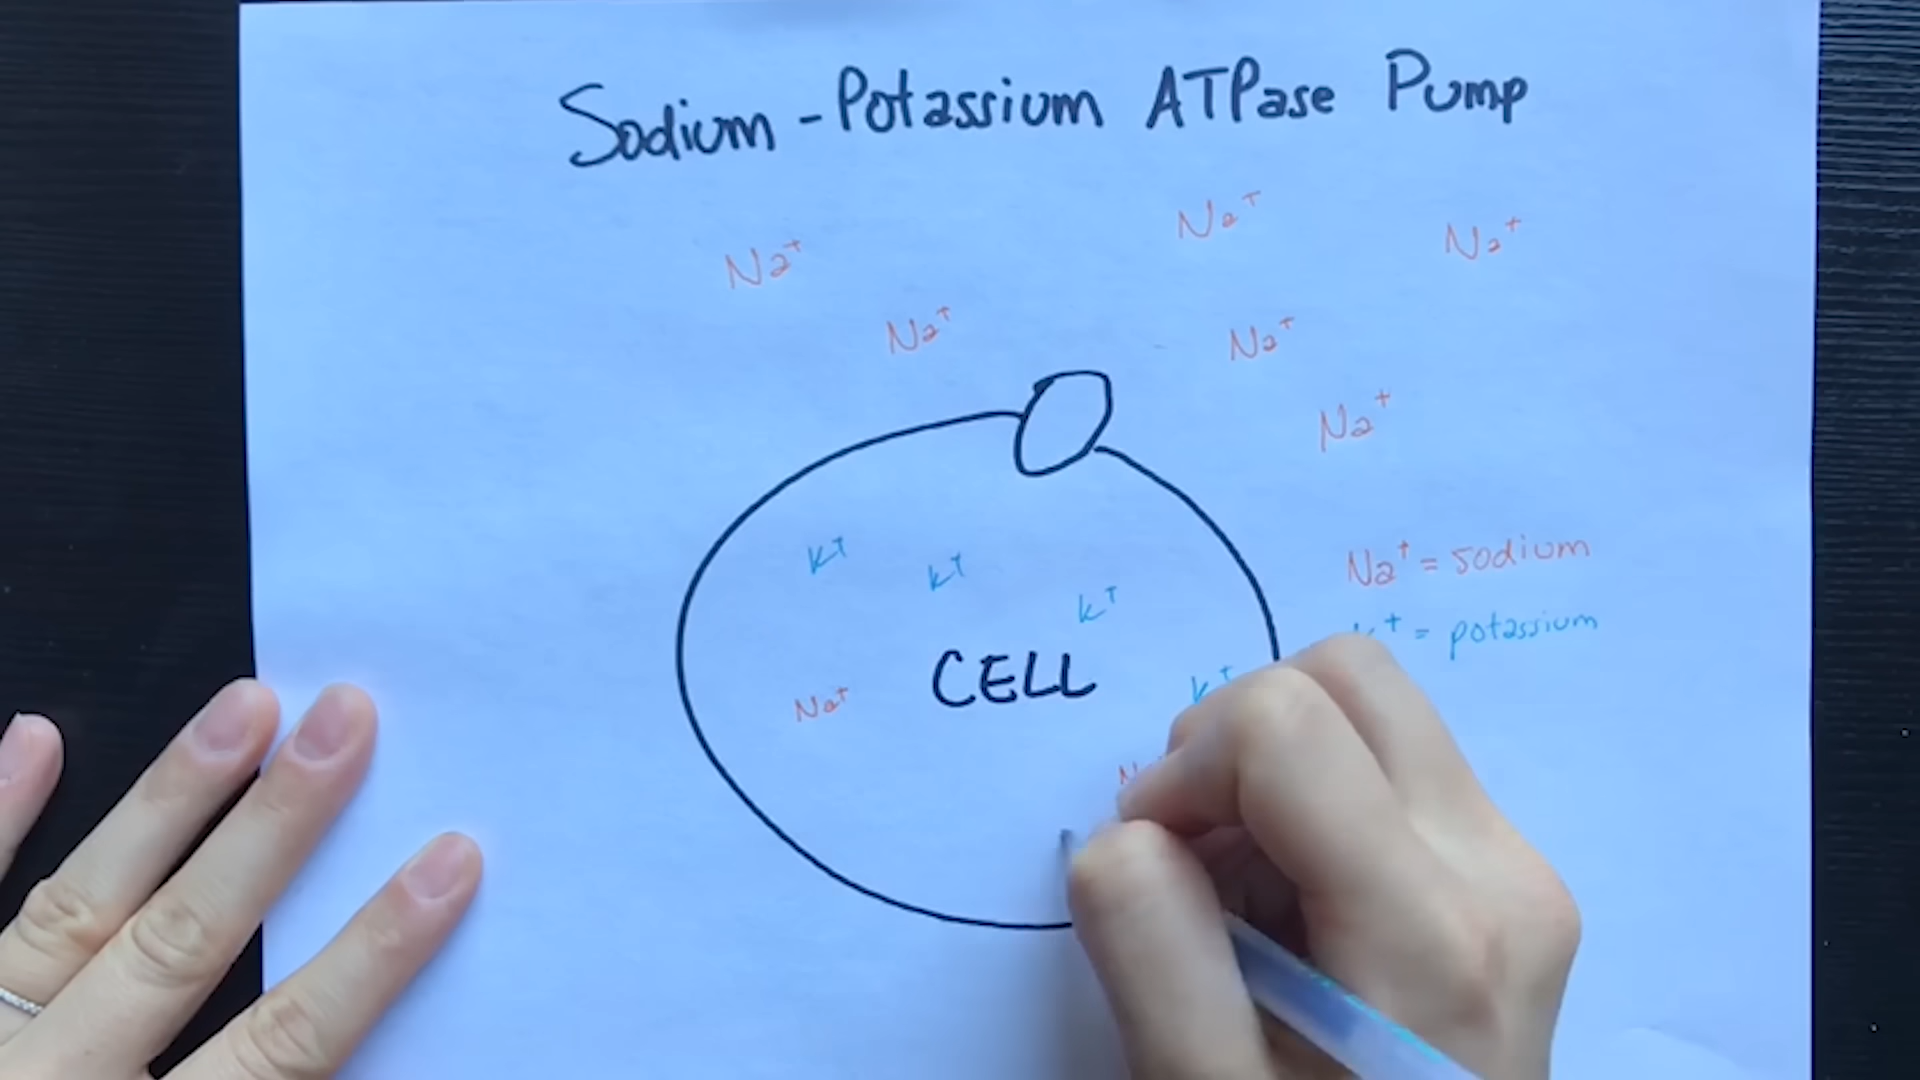 Sodium-Potassium ATPase Pump
Na+
Na+
Na+
Na+
Na+
Na+
K+
K+
K+
Na+ = sodium
K+ = potassium
CELL
K+
Na+